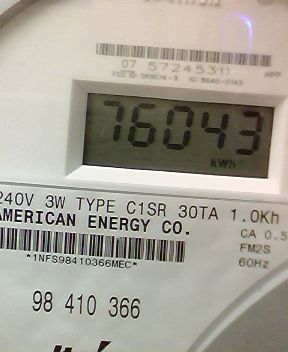 07 57245311
76043
kWh
240V 3W TYPE C1SR 30TA 1.0Kh
AMERICAN ENERGY CO.
CA 0.5
FM2S
60Hz
*1NFS98410366MEC*
98 410 366